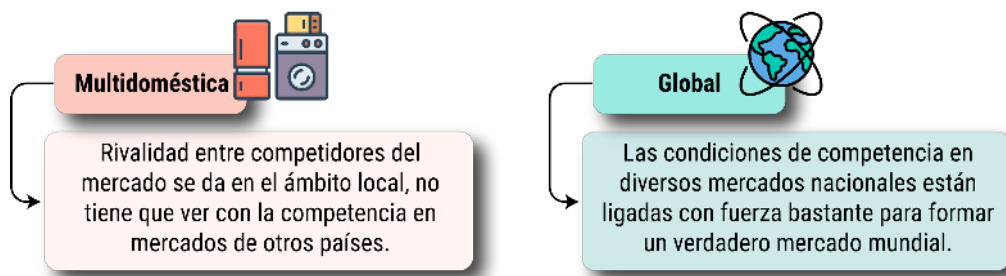 Multidoméstica
Rivalidad entre competidores del
mercado se da en el ámbito local, no
tiene que ver con la competencia en
mercados de otros países.
Global
Las condiciones de competencia en
diversos mercados nacionales están
ligadas con fuerza bastante para formar
un verdadero mercado mundial.